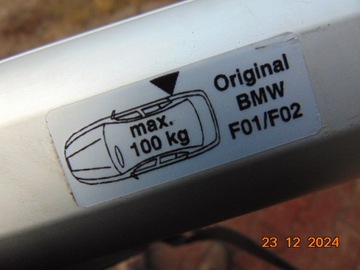 max.
100 kg
Original
BMW
F01/F02
23 12 2024